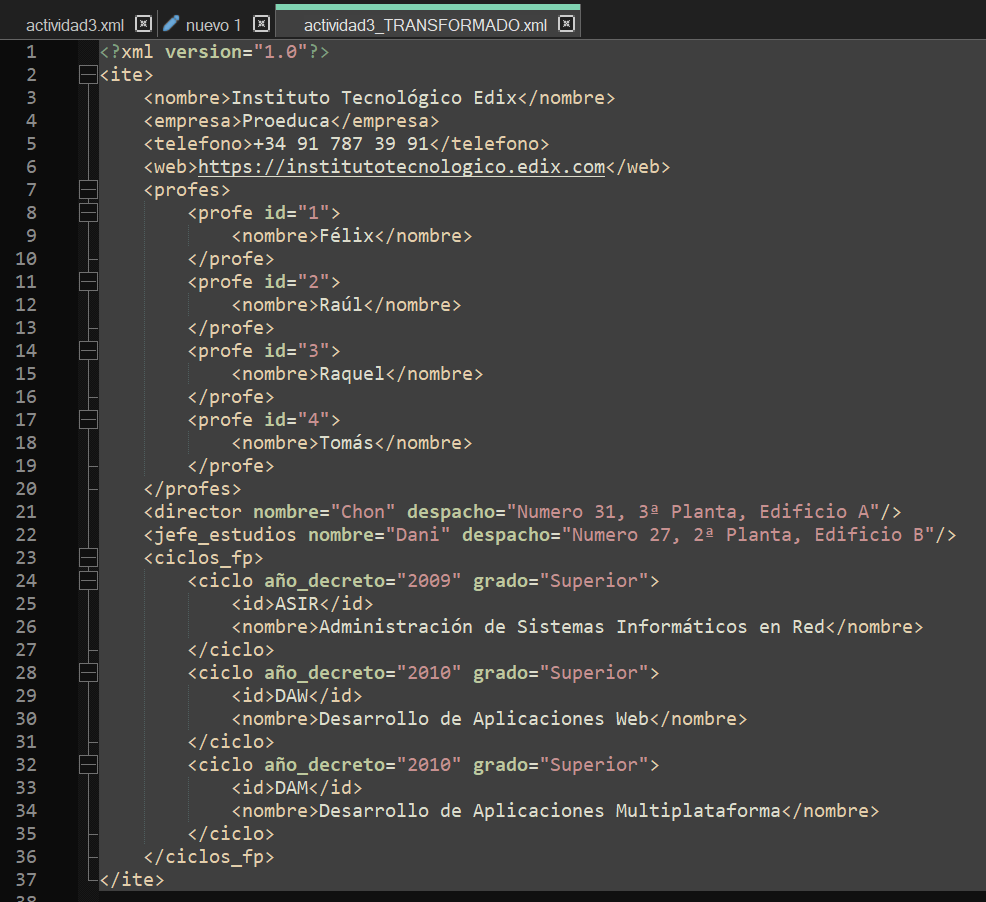 actividad3.xml nuevo 1 actividad3_TRANSFORMADO.xml
1 <?xml version="1.0"?>
2 <ite>
3 <nombre>Instituto Tecnológico Edix</nombre>
4 <empresa>Proeduca</empresa>
5 <telefono>+34 91 787 39 91</telefono>
6 <web>https://institutotecnologico.edix.com</web>
7 <profes>
8 <profe id="1">
9 <nombre>Félix</nombre>
10 </profe>
11 <profe id="2">
12 <nombre>Raúl</nombre>
13 </profe>
14 <profe id="3">
15 <nombre>Raquel</nombre>
16 </profe>
17 <profe id="4">
18 <nombre>Tomás</nombre>
19 </profe>
20 </profes>
21 <director nombre="Chon" despacho="Numero 31, 3ª Planta, Edificio A"/>
22 <jefe_estudios nombre="Dani" despacho="Numero 27, 2ª Planta, Edificio B"/>
23 <ciclos_fp>
24 <ciclo año_decreto="2009" grado="Superior">
25 <id>ASIR</id>
26 <nombre>Administración de Sistemas Informáticos en Red</nombre>
27 </ciclo>
28 <ciclo año_decreto="2010" grado="Superior">
29 <id>DAW</id>
30 <nombre>Desarrollo de Aplicaciones Web</nombre>
31 </ciclo>
32 <ciclo año_decreto="2010" grado="Superior">
33 <id>DAM</id>
34 <nombre>Desarrollo de Aplicaciones Multiplataforma</nombre>
35 </ciclo>
36 </ciclos_fp>
37 </ite>
38